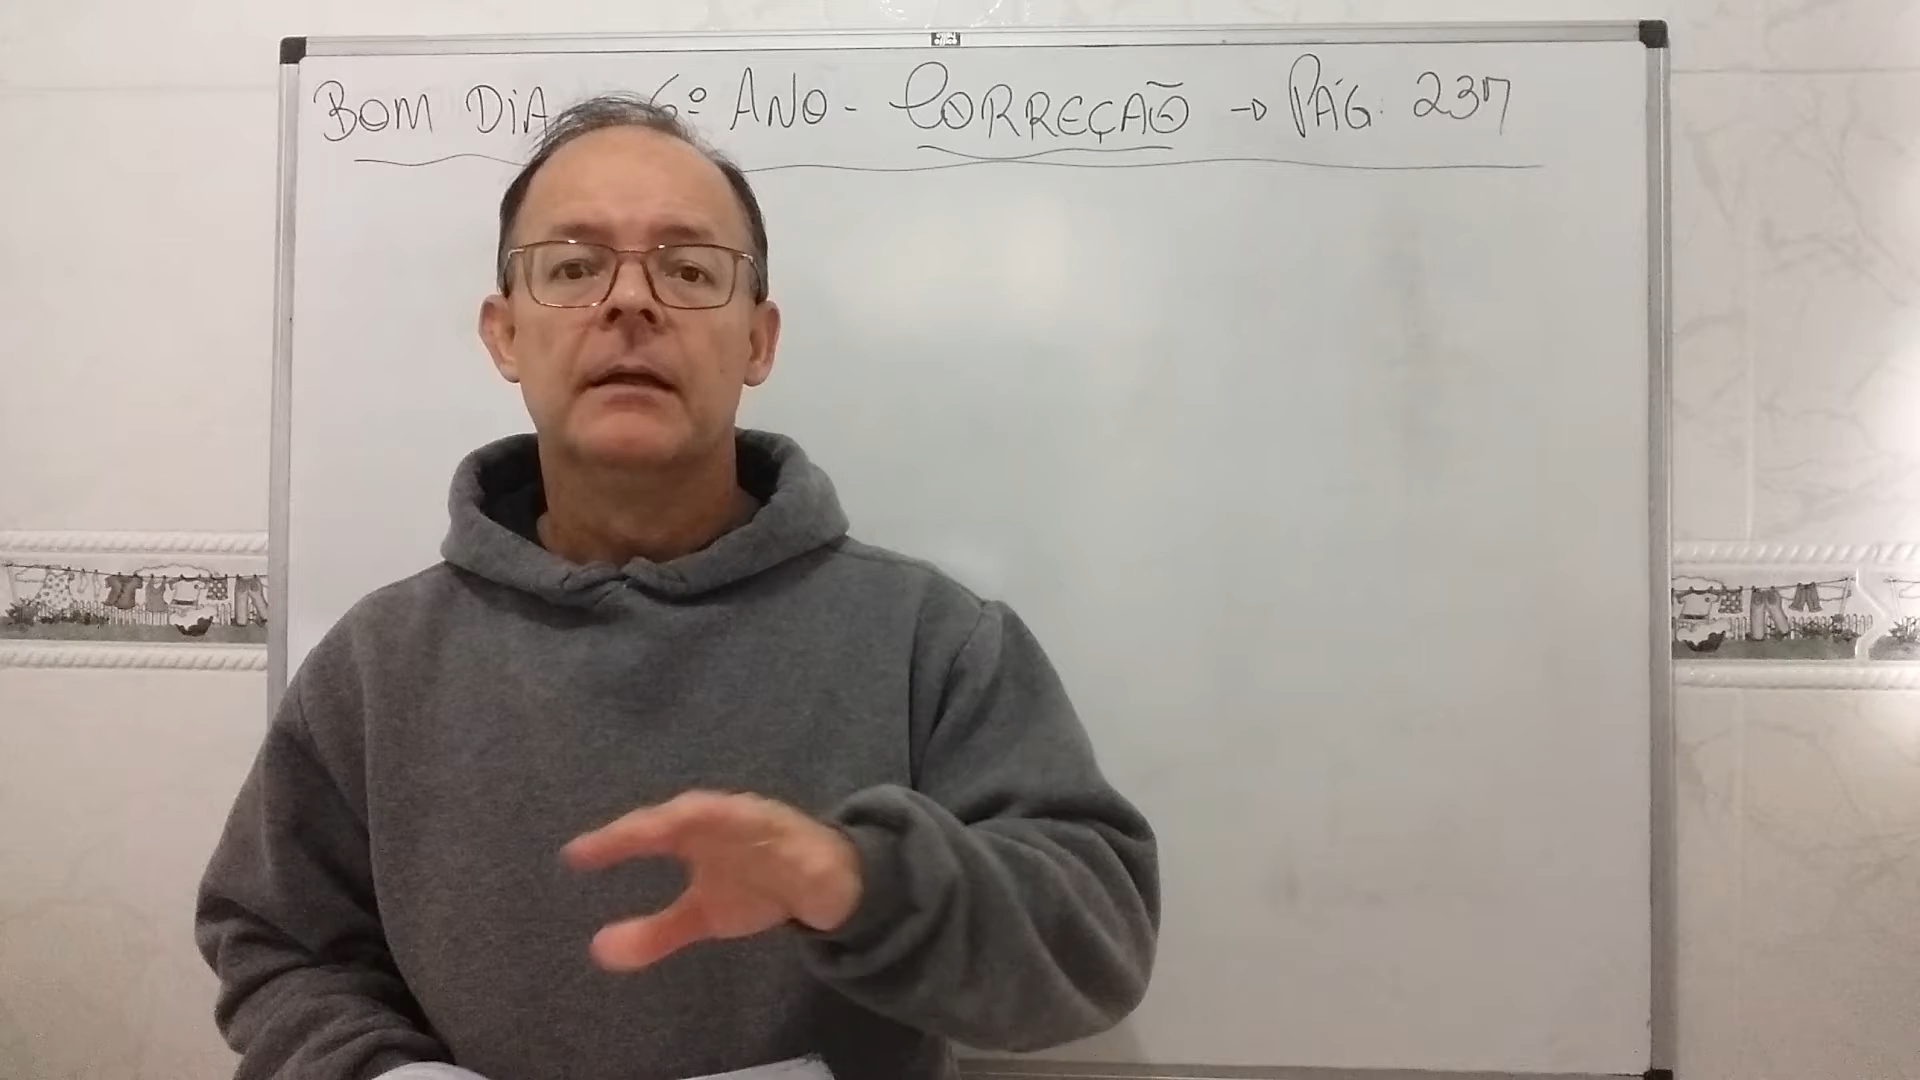 BOM DIA 6º ANO - CORREÇÃO → PÁG. 237